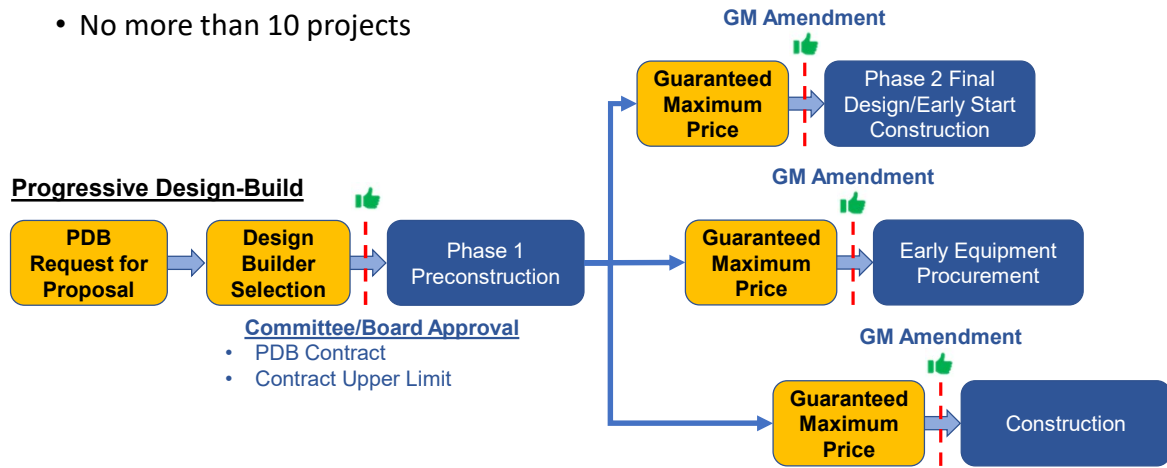 • No more than 10 projects
GM Amendment
Guaranteed
Maximum
Price
Phase 2 Final
Design/Early Start
Construction
Progressive Design-Build
PDB
Request for
Proposal
Design
Builder
Selection
Phase 1
Preconstruction
Committee/Board Approval
• PDB Contract
• Contract Upper Limit
GM Amendment
Guaranteed
Maximum
Price
Early Equipment
Procurement
GM Amendment
Guaranteed
Maximum
Price
Construction